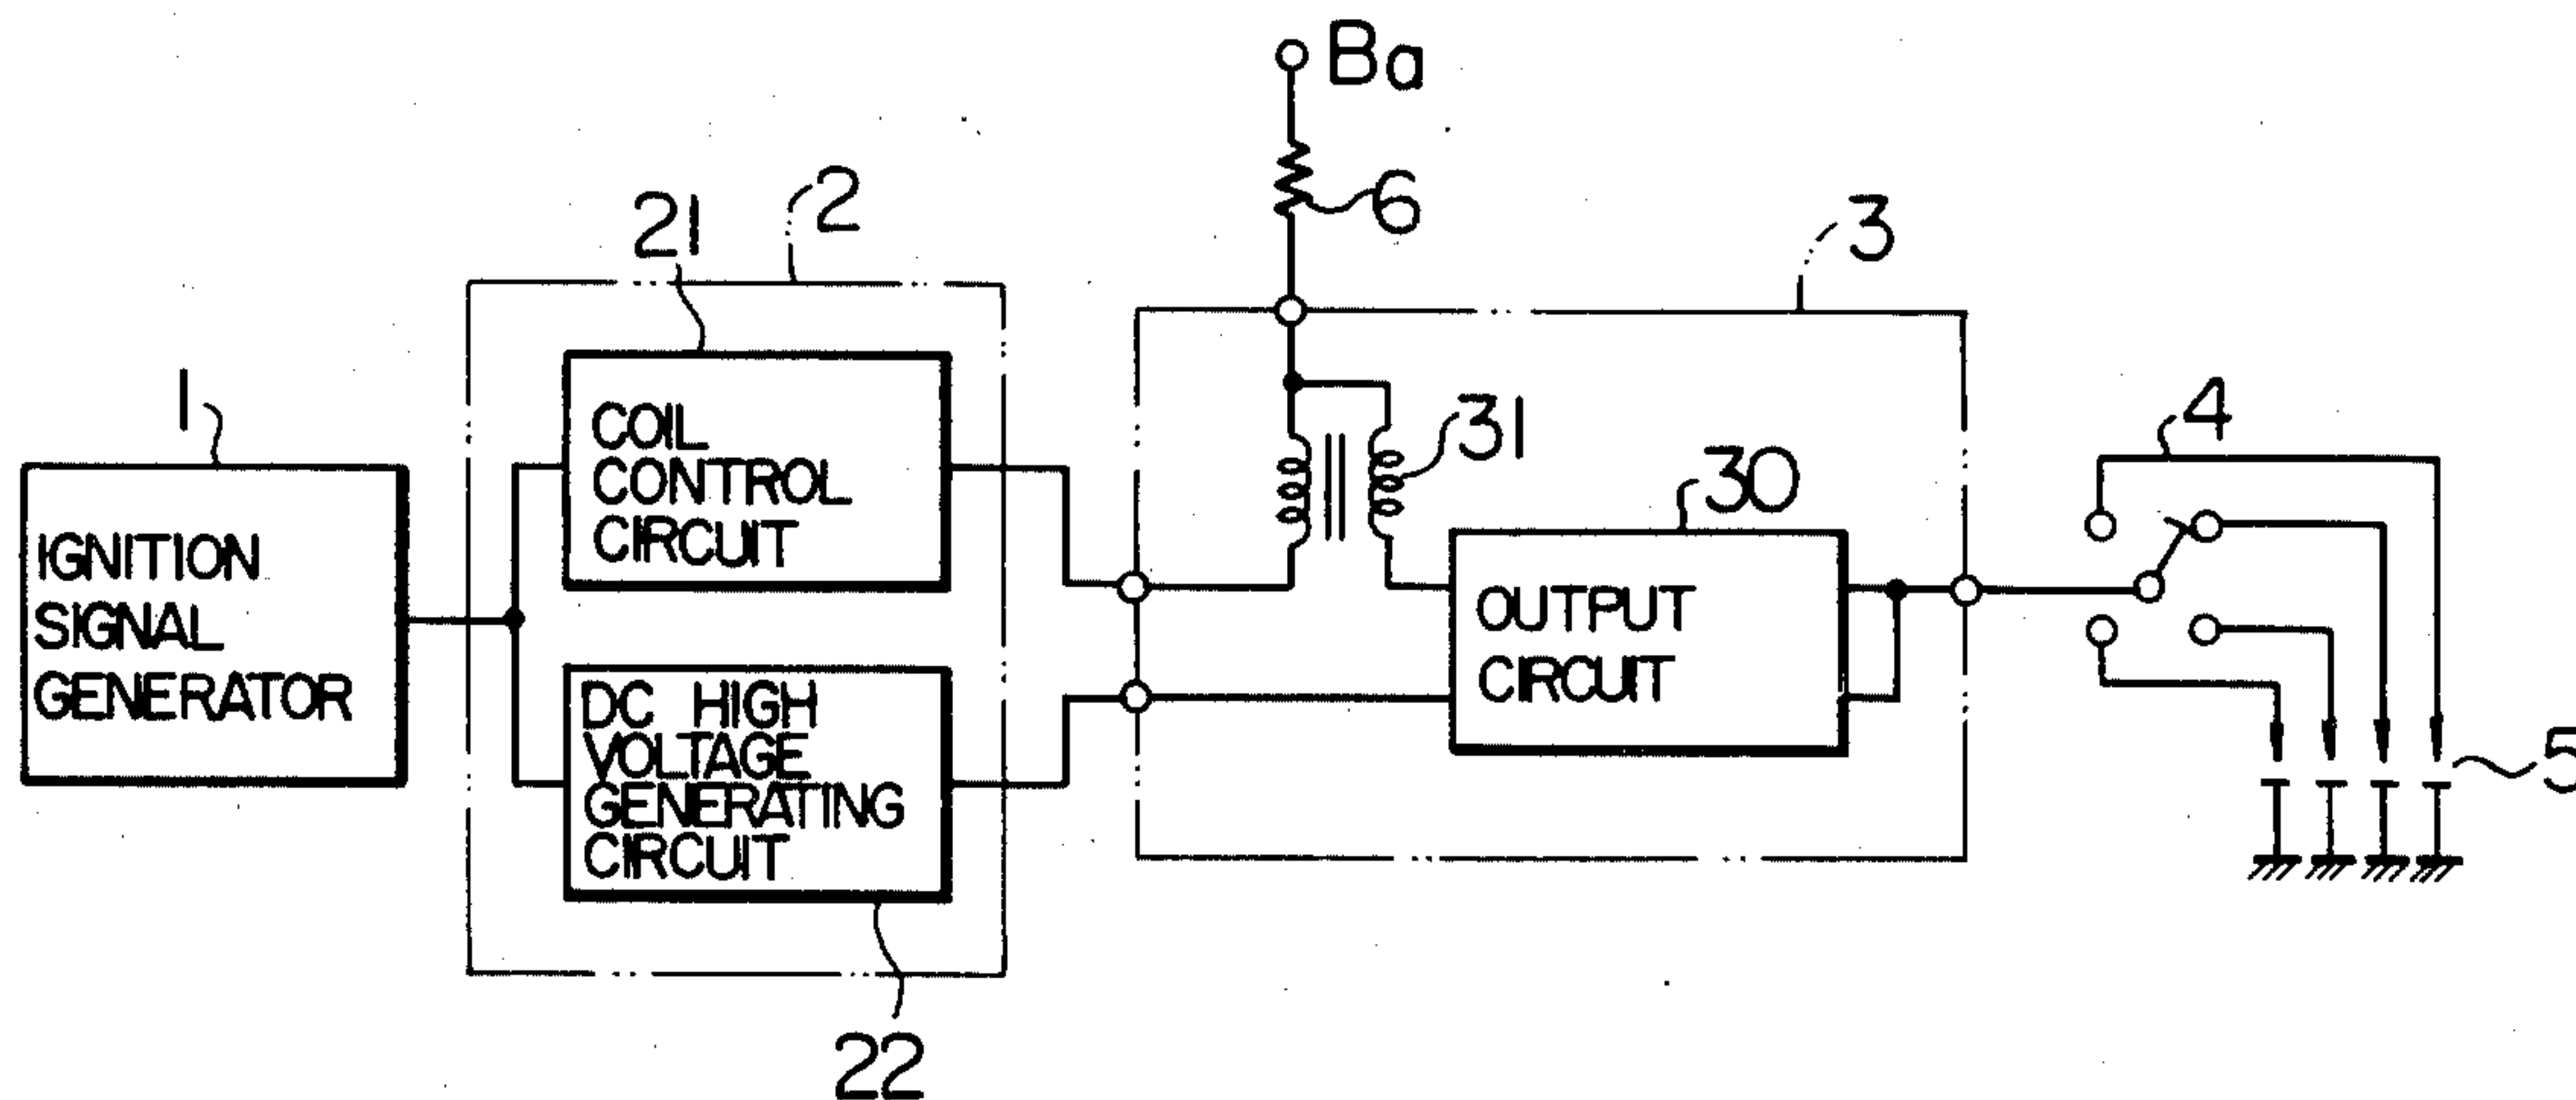 Ba
6
2
21
3
1
COIL
CONTROL
CIRCUIT
31
4
30
IGNITION
SIGNAL
GENERATOR
OUTPUT
CIRCUIT
DC HIGH
VOLTAGE
GENERATING
CIRCUIT
5
22